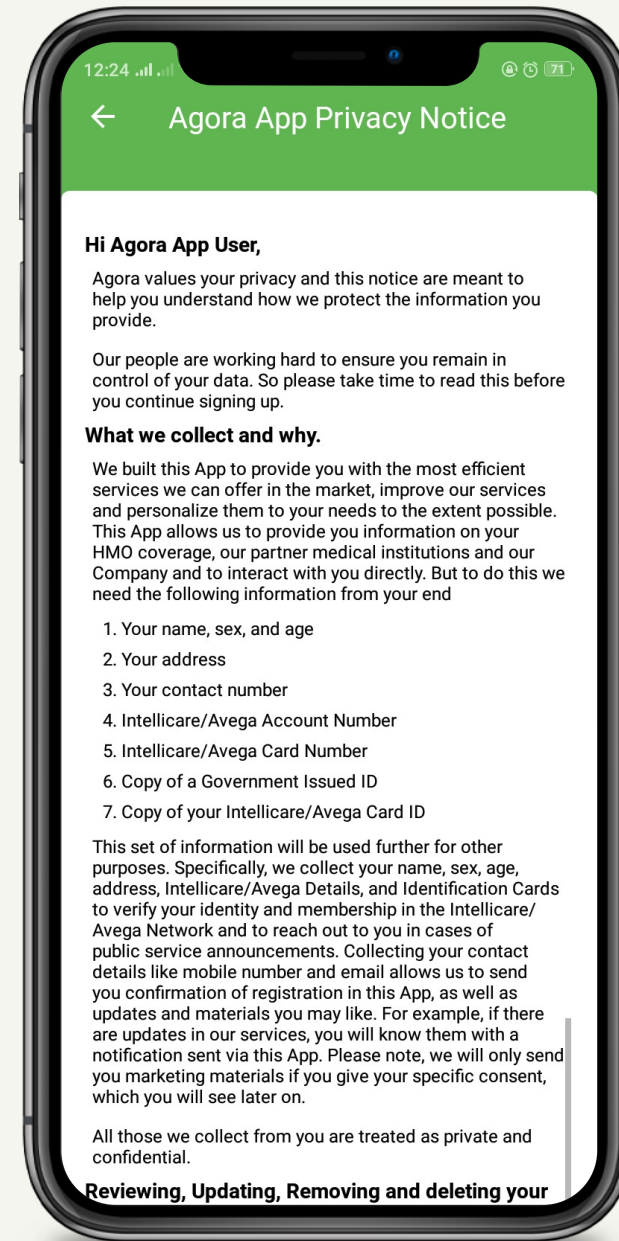 12:24
71
Agora App Privacy Notice
Hi Agora App User,
Agora values your privacy and this notice are meant to
help you understand how we protect the information you
provide.
Our people are working hard to ensure you remain in
control of your data. So please take time to read this before
you continue signing up.
What we collect and why.
We built this App to provide you with the most efficient
services we can offer in the market, improve our services
and personalize them to your needs to the extent possible.
This App allows us to provide you information on your
HMO coverage, our partner medical institutions and our
Company and to interact with you directly. But to do this we
need the following information from your end
1. Your name, sex, and age
2. Your address
3. Your contact number
4. Intellicare/Avega Account Number
5. Intellicare/Avega Card Number
6. Copy of a Government Issued ID
7. Copy of your Intellicare/Avega Card ID
This set of information will be used further for other
purposes. Specifically, we collect your name, sex, age,
address, Intellicare/Avega Details, and Identification Cards
to verify your identity and membership in the Intellicare/
Avega Network and to reach out to you in cases of
public service announcements. Collecting your contact
details like mobile number and email allows us to send
you confirmation of registration in this App, as well as
updates and materials you may like. For example, if there
are updates in our services, you will know them with a
notification sent via this App. Please note, we will only send
you marketing materials if you give your specific consent,
which you will see later on.
All those we collect from you are treated as private and
confidential.
Reviewing, Updating, Removing and deleting your